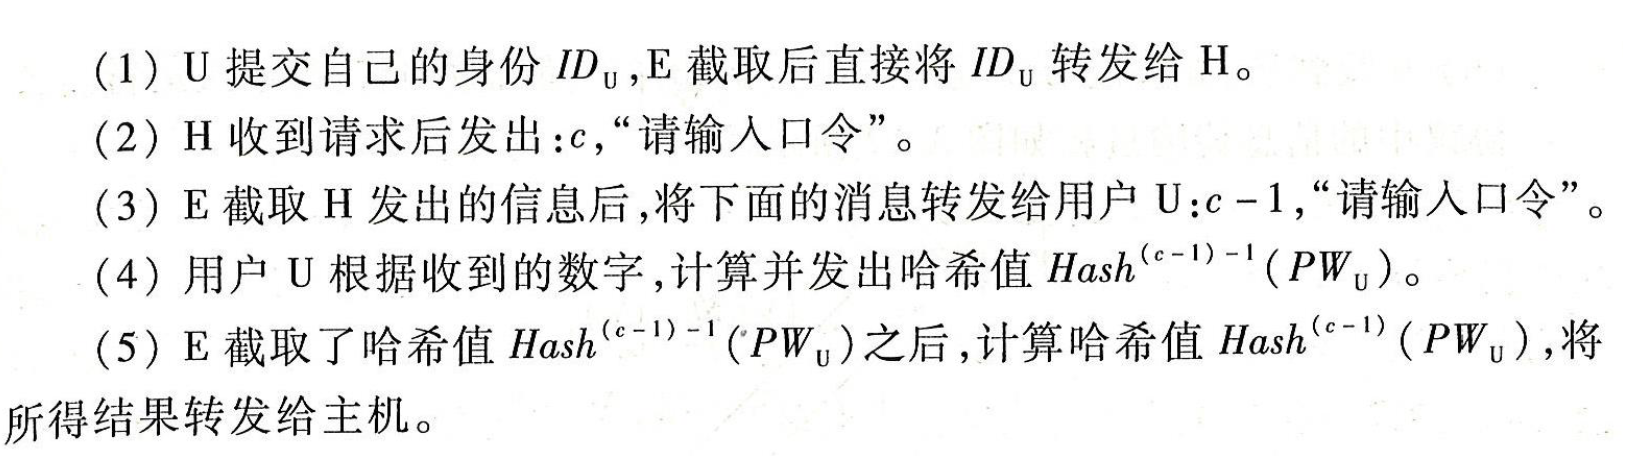 (1) U 提交自己的身份 ID_U,E 截取后直接将 ID_U 转发给 H。
(2) H 收到请求后发出:c,“请输入口令”。
(3) E 截取 H 发出的信息后,将下面的消息转发给用户 U:c-1,“请输入口令”。
(4) 用户 U 根据收到的数字,计算并发出哈希值 Hash^(c-1)-1(PW_U)。
(5) E 截取了哈希值 Hash^(c-1)-1(PW_U)之后,计算哈希值 Hash^(c-1)(PW_U),将
所得结果转发给主机。